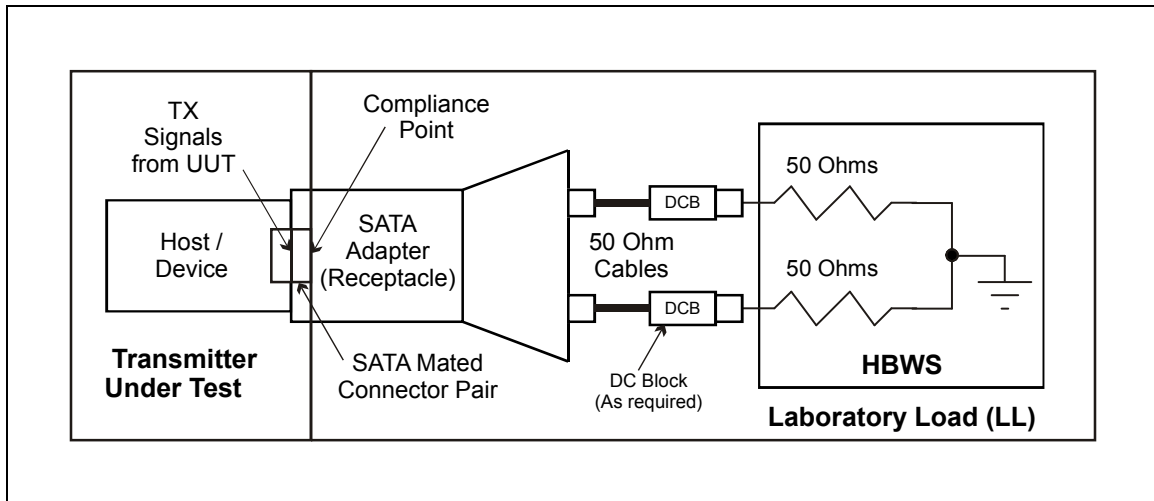 TX
Signals
from UUT
Compliance
Point
Host /
Device
SATA
Adapter
(Receptacle)
DCB
50 Ohm
Cables
DCB
50 Ohms
50 Ohms
HBWS
Transmitter
Under Test
SATA Mated
Connector Pair
DC Block
(As required)
Laboratory Load (LL)